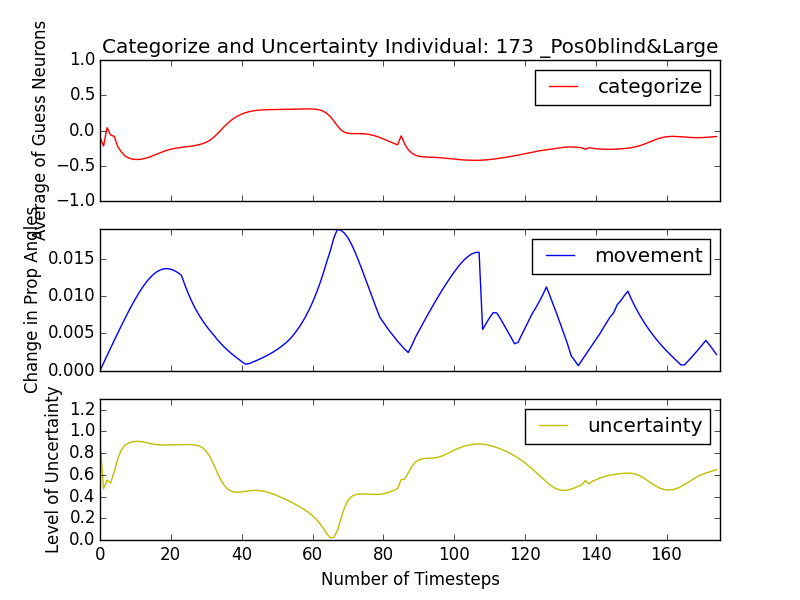 Categorize and Uncertainty Individual: 173 _Pos0blind&Large
Average of Guess Neurons
1.0
0.5
0.0
−0.5
−1.0
categorize
Change in Prop Angles
0.015
0.010
0.005
0.000
movement
Level of Uncertainty
1.2
1.0
0.8
0.6
0.4
0.2
0.0
uncertainty
0 20 40 60 80 100 120 140 160
Number of Timesteps